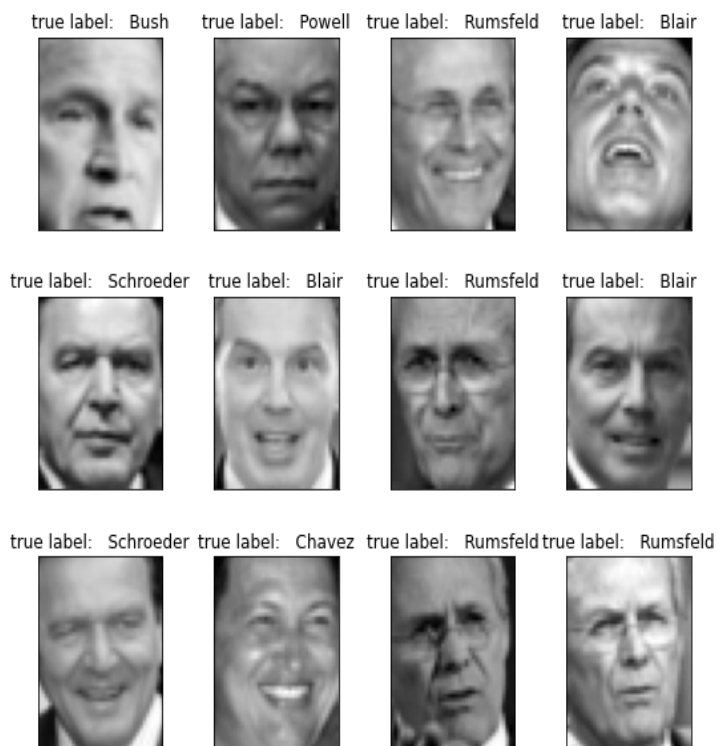 true label:   Bush
true label:   Powell
true label:   Rumsfeld
true label:   Blair
true label:   Schroeder
true label:   Blair
true label:   Rumsfeld
true label:   Blair
true label:   Schroeder
true label:   Chavez
true label:   Rumsfeld
true label:   Rumsfeld